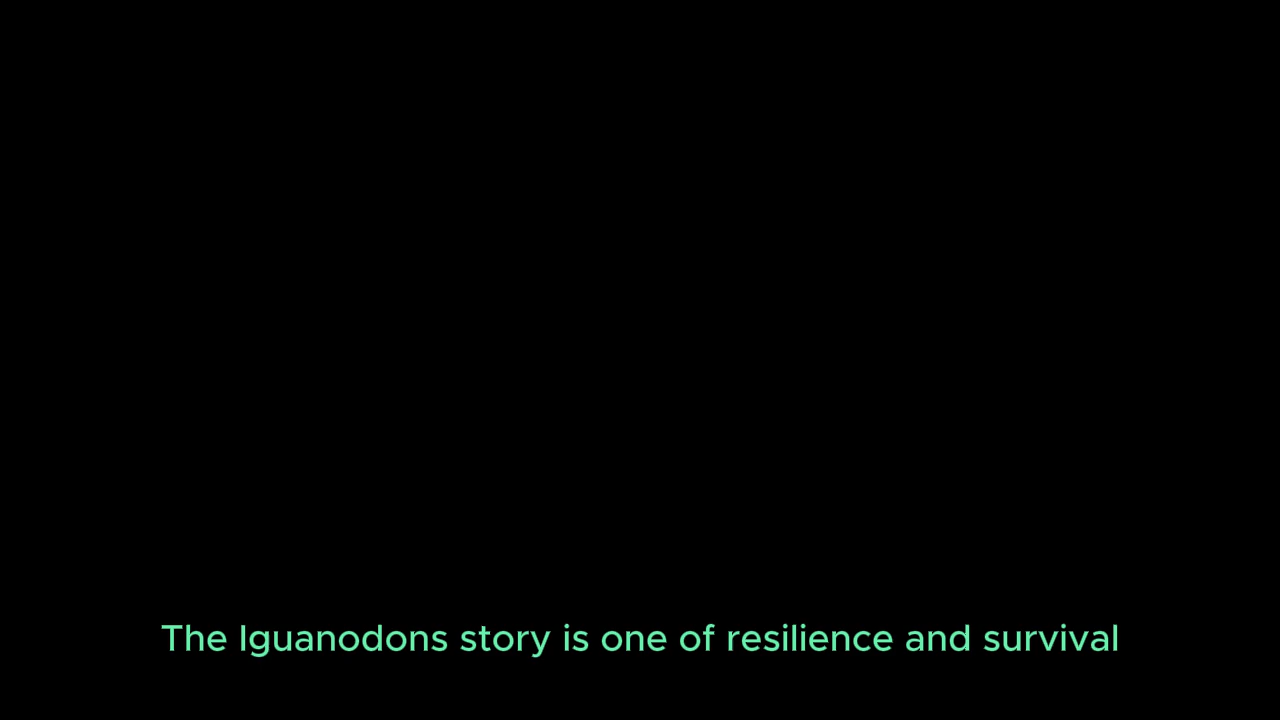 The Iguanodons story is one of resilience and survival